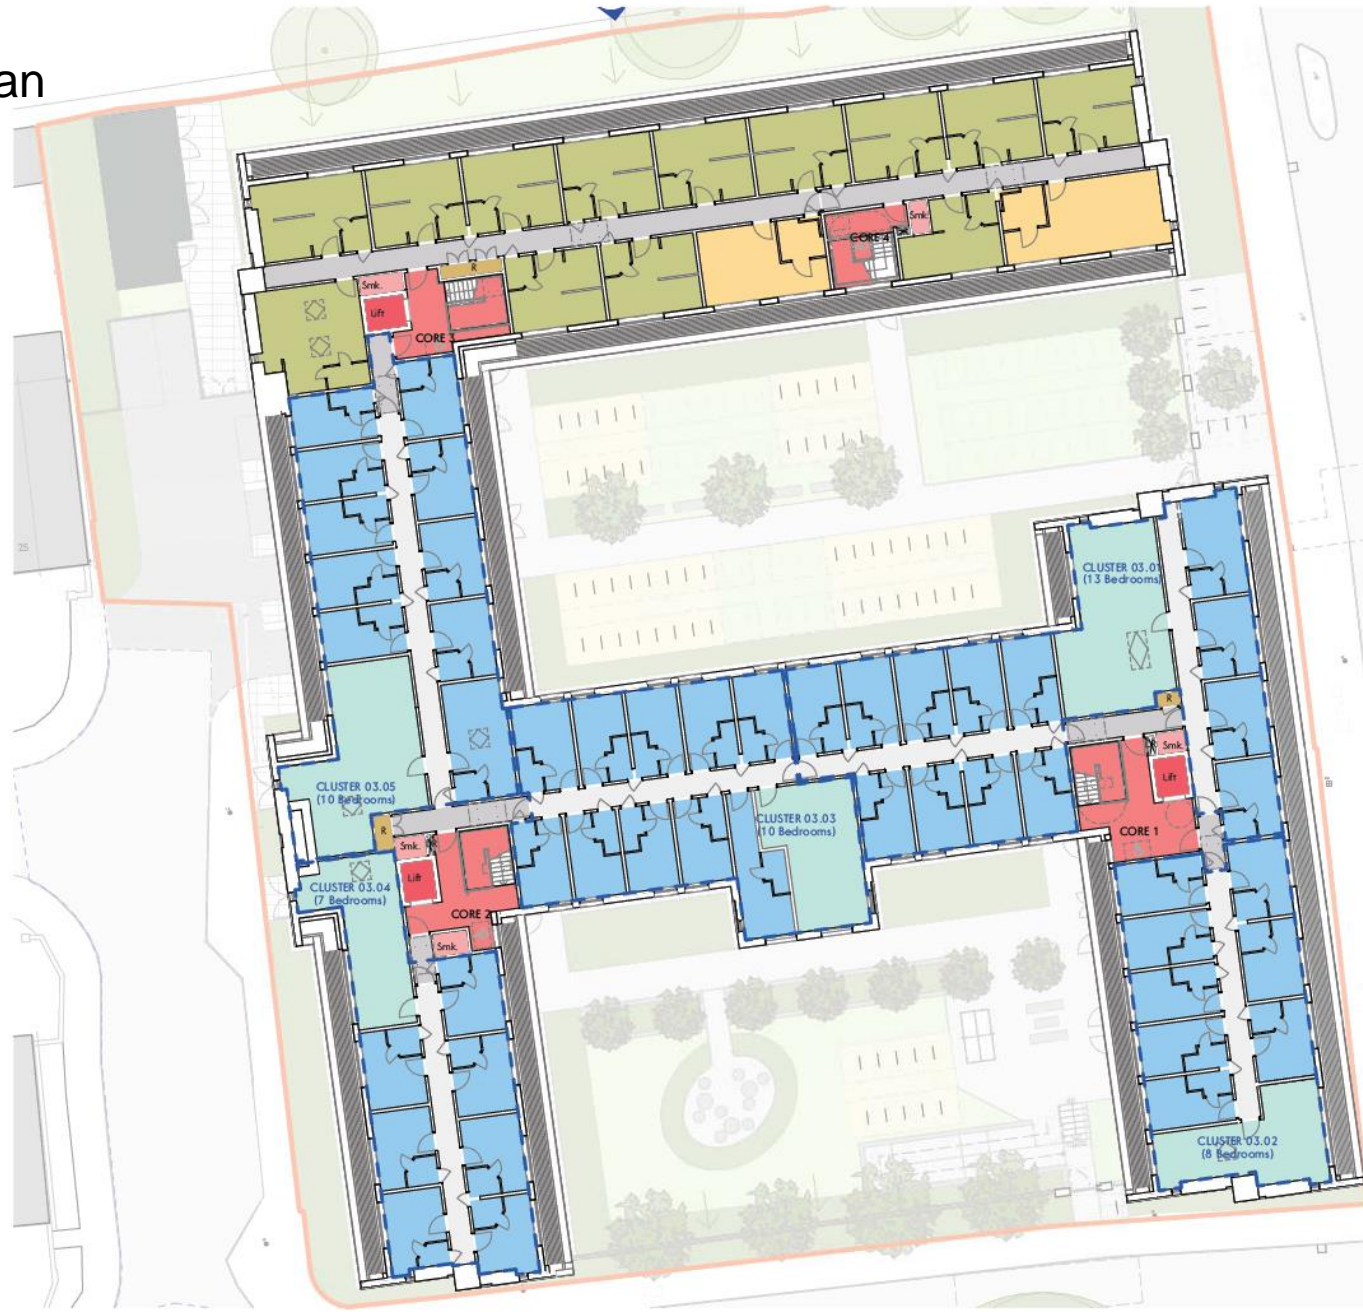 an
Smk.
CORE 4
R
Smk.
Lift
CORE 3
25
CLUSTER 03.01
(13 Bedrooms)
R
Smk.
Lift
CLUSTER 03.05
(10 Bedrooms)
CLUSTER 03.03
(10 Bedrooms)
R
CORE 1
Smk.
Lift
CLUSTER 03.04
(7 Bedrooms)
CORE 2
Smk.
CLUSTER 03.02
(8 Bedrooms)